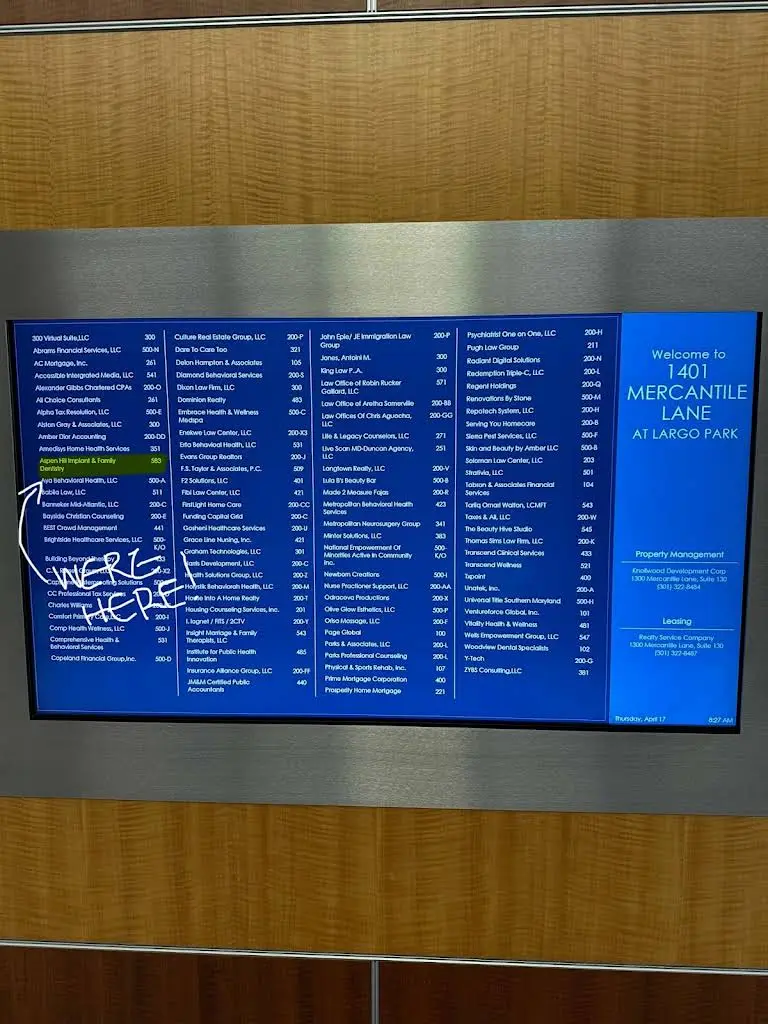 300 Virtual Suite,LLC 300
Abrams Financial Services, LLC 500-N
AC Mortgage, Inc. 261
Accessible Intergrated Media, LLC 541
Alexander Gibbs Chartered CPAs 200-O
All Choice Consultants 261
Alpha Tax Resolution, LLC 500-E
Alston Gray & Associates, LLC 300
Amber Dior Accounting 200-DD
Amedisys Home Health Services 351
Aspen Hill Implant & Family 583
Dentistry
Aya Behavioral Health, LLC 500-A
Babila Law, LLC 511
Banneker Mid-Atlantic, LLC 200-C
Bayside Christian Counseling 200-E
BEST Crowd Management 441
Brightside Healthcare Services, LLC 500-
K/O
Building Beyond
CC Professional Tax Services
Charles Williams
Comfort
200-I
Comp Health Wellness, LLC 500-J
Comprehensive Health & 531
Behavioral Services
Copeland Financial Group,Inc. 500-D
WE'RE
HERE!
Culture Real Estate Group, LLC 200-P
Dare To Care Too 321
Delon Hampton & Associates 105
Diamond Behavioral Services 200-S
Dixon Law Firm, LLC 300
Dominion Realty 483
Embrace Health & Wellness 500-C
Medispa
Enekwe Law Center, LLC 200-X3
Erla Behavioral Health, LLC 531
Evans Group Realtors 200-J
F.S. Taylor & Associates, P.C. 509
F2 Solutions, LLC 401
Fibi Law Center, LLC 421
FirstLight Home Care 200-CC
Funding Capital Grid 200-C
Gosheni Healthcare Services 200-U
Grace Line Nursing, Inc. 421
Graham Technologies, LLC 301
Grants Development, LLC 200-C
Health Solutions Group, LLC 200-Z
Holistic Behavioral Health, LLC 200-M
Home Into A Home Realty 200-T
Housing Counseling Services, Inc. 201
I. Jagnet / FITS / 2CTV 200-Y
Insight Marriage & Family 543
Therapists, LLC
Institute for Public Health 485
Innovation
Insurance Alliance Group, LLC 200-FF
JM&M Certified Public 440
Accountants
John Epie/ JE Immigration Law 200-P
Group
Jones, Antoini M. 300
King Law P.A. 300
Law Office of Robin Rucker 571
Gaillard, LLC
Law Office of Aretha Somerville 200-BB
Law Offices Of Chris Aguocha, 200-GG
LLC
Life & Legacy Counselors, LLC 271
Live Scan MD-Duncan Agency, 251
LLC
Langtown Realty, LLC 200-V
Lula B's Beauty Bar 500-B
Made 2 Measure Fajas 200-R
Metropolitan Behavioral Health 423
Services
Metropolitan Neurosurgery Group 341
Minter Solutions, LLC 383
National Empowerment Of 500-
Minorities Active In Community K/O
Inc.
Newborn Creations 500-I
Nurse Practioner Support, LLC 200-AA
Odracova Productions 200-X
Olive Glow Esthetics, LLC 500-P
Orisa Massage, LLC 200-F
Page Global 100
Parks & Associates, LLC 200-L
Parks Professional Counseling 200-L
Physical & Sports Rehab, Inc. 107
Prime Mortgage Corporation 400
Prosperity Home Mortgage 221
Psychiatrist One on One, LLC 200-H
Pugh Law Group 211
Radiant Digital Solutions 200-N
Redemption Triple-C, LLC 200-L
Regent Holdings 200-Q
Renovations By Stone 500-M
Repotech System, LLC 200-H
Serving You Homecare 200-B
Siena Pest Services, LLC 500-F
Skin and Beauty by Amber LLC 500-B
Soloman Law Center, LLC 203
Strativia, LLC 501
Tabson & Associates Financial 104
Services
Tariq Omari Walton, LCMFT 543
Taxes & All, LLC 200-W
The Beauty Hive Studio 545
Thomas Sims Law Firm, LLC 200-K
Transcend Clinical Services 433
Transcend Wellness 521
Txpoint 400
Unatek, Inc. 200-A
Universal Title Southern Maryland 500-H
Ventureforce Global, Inc. 101
Vitality Health & Wellness 481
Wells Empowerment Group, LLC 547
Woodview Dental Specialists 102
Y-Tech 200-G
ZYBS Consulting,LLC 381
Welcome to
1401
MERCANTILE
LANE
AT LARGO PARK
Property Management
Knollwood Development Corp
1300 Mercantile Lane, Suite 130
(301) 322-8484
Leasing
Realty Service Company
1300 Mercantile Lane, Suite 130
(301) 322-8487
Thursday, April 17 8:27 AM